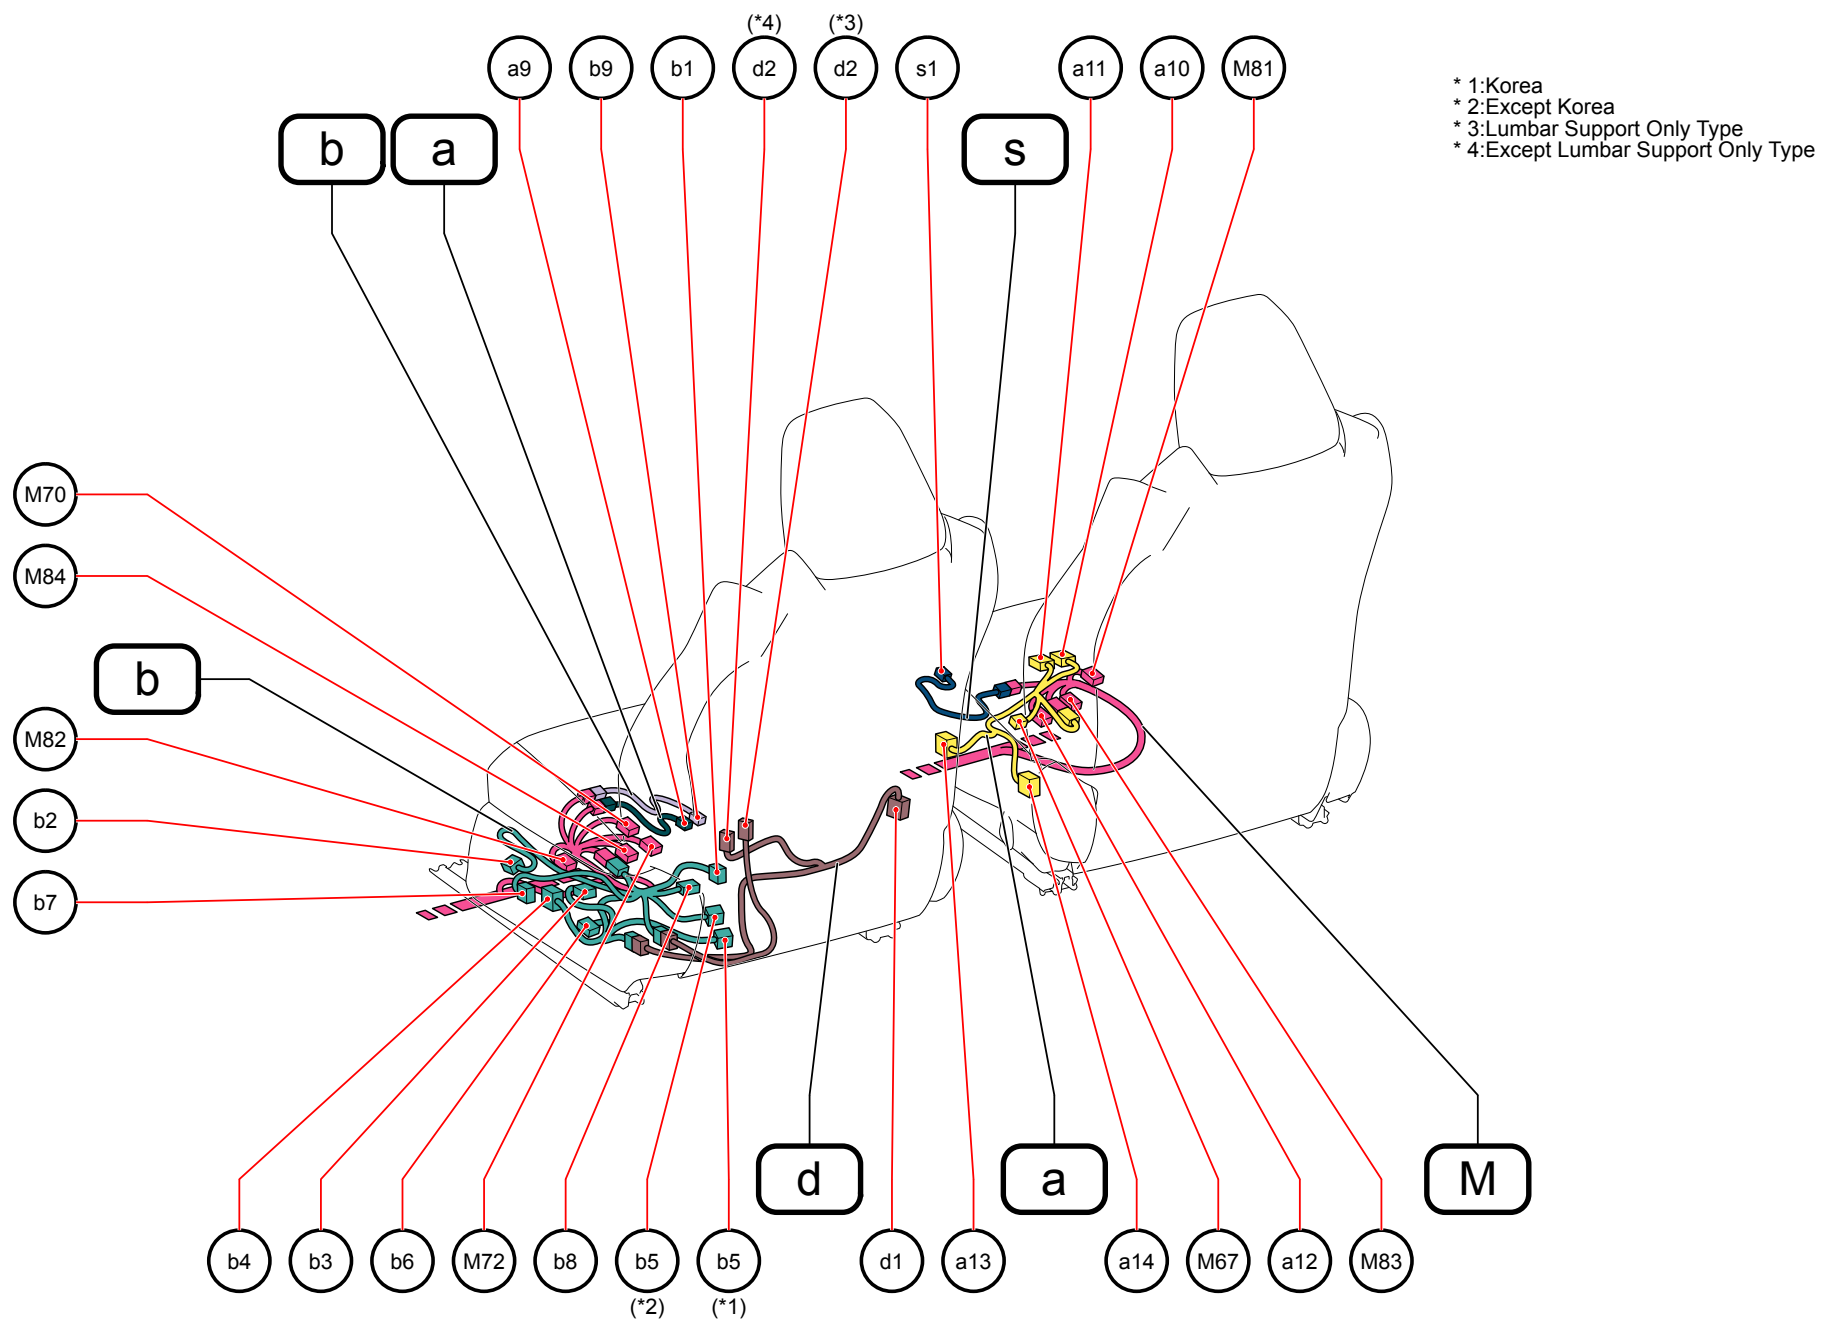 (*4)
(*3)
a9
b9
b1
d2
d2
s1
a11
a10
M81
* 1:Korea
* 2:Except Korea
* 3:Lumbar Support Only Type
* 4:Except Lumbar Support Only Type
b
a
s
M70
M84
b
M82
b2
b7
d
a
M
b4
b3
b6
M72
b8
b5
b5
d1
a13
a14
M67
a12
M83
(*2)
(*1)